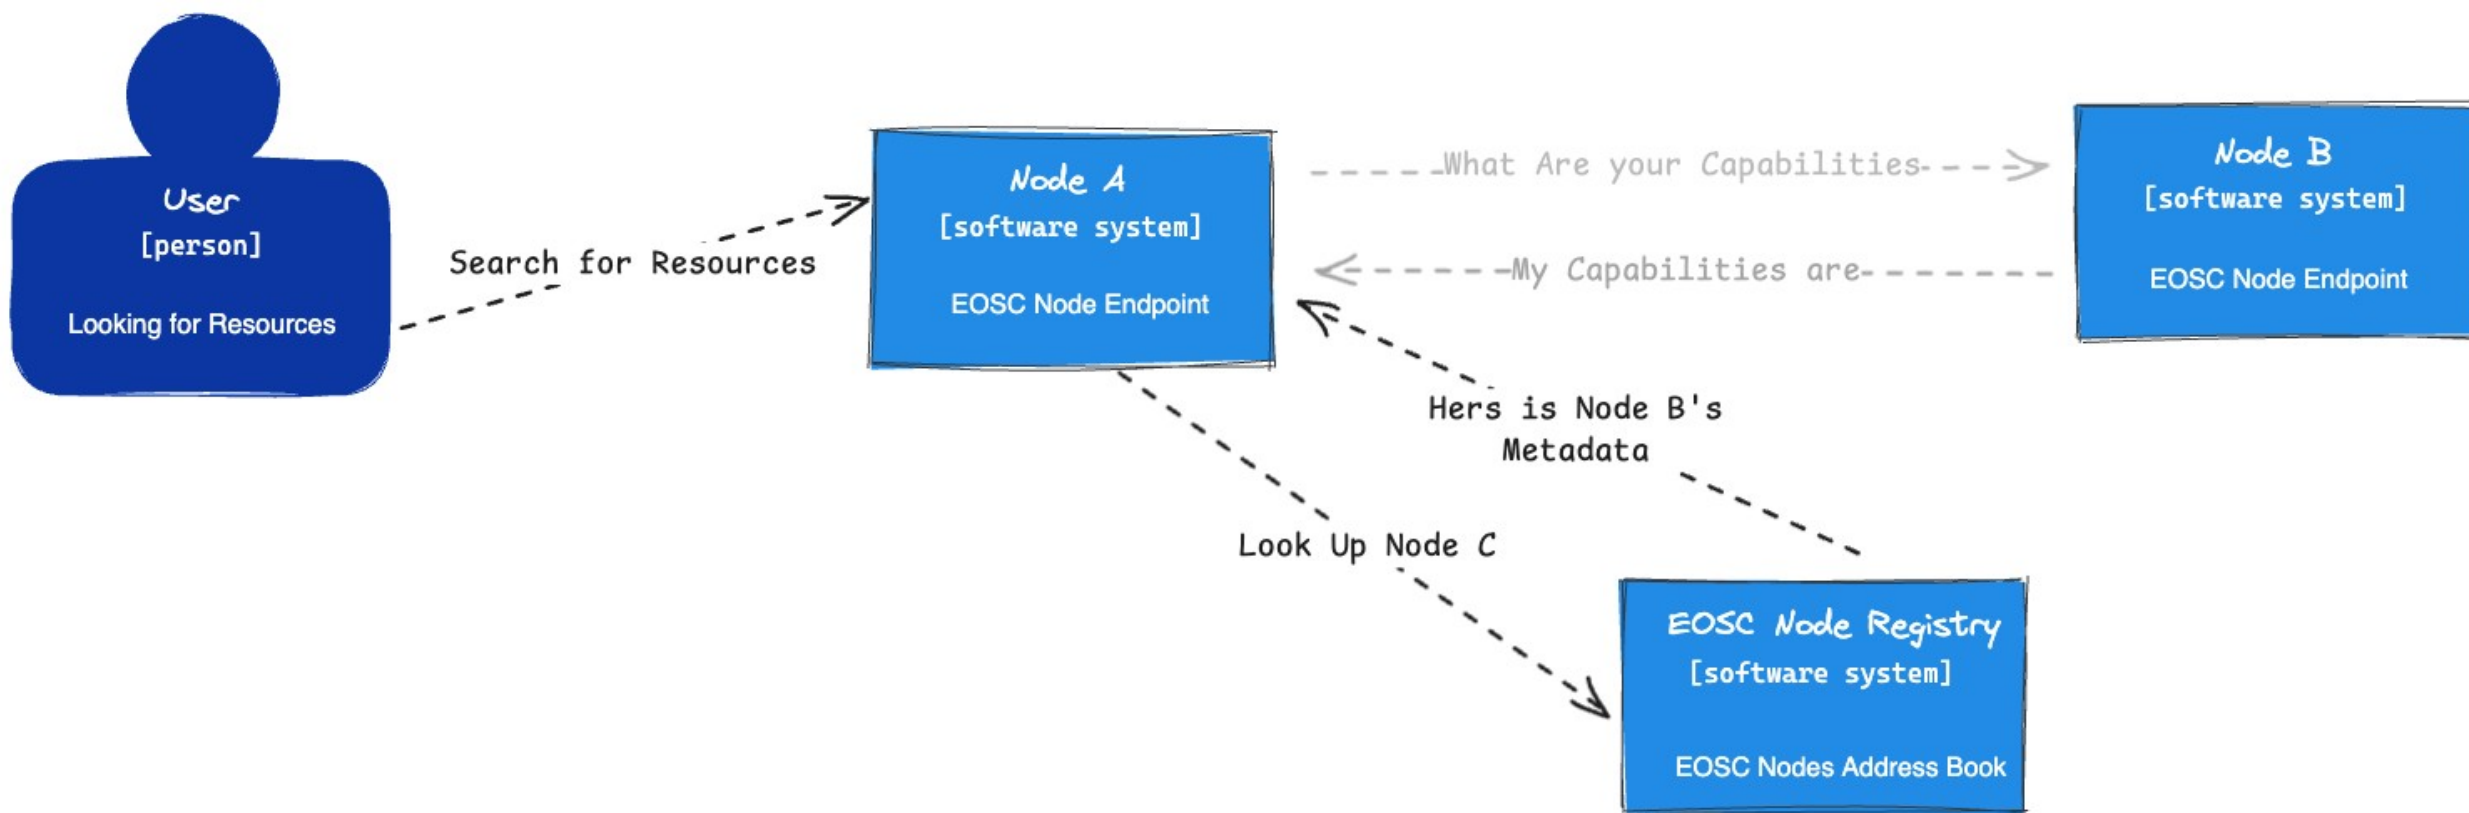 User
[person]
Looking for Resources
Search for Resources
Node A
[software system]
EOSC Node Endpoint
What Are your Capabilities
My Capabilities are
Node B
[software system]
EOSC Node Endpoint
Hers is Node B's
Metadata
Look Up Node C
EOSC Node Registry
[software system]
EOSC Nodes Address Book